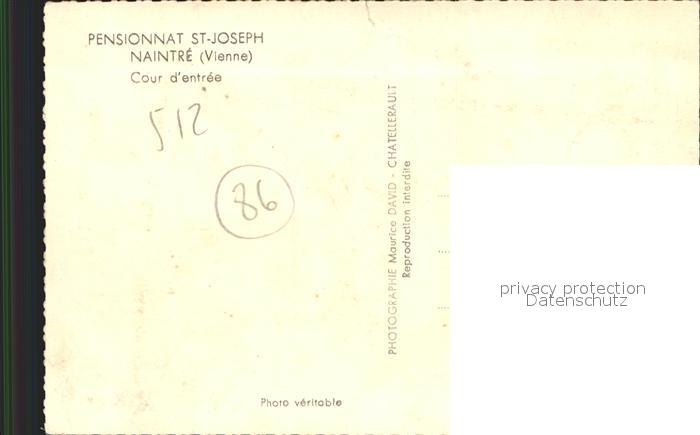 PENSIONNAT ST-JOSEPH
NAINTRÉ (Vienne)
Cour d'entrée
512
86
PHOTOGRAPHIE Maurice DAVID - CHATELLERAULT
Reproduction interdite
privacy protection
Datenschutz
Photo véritable